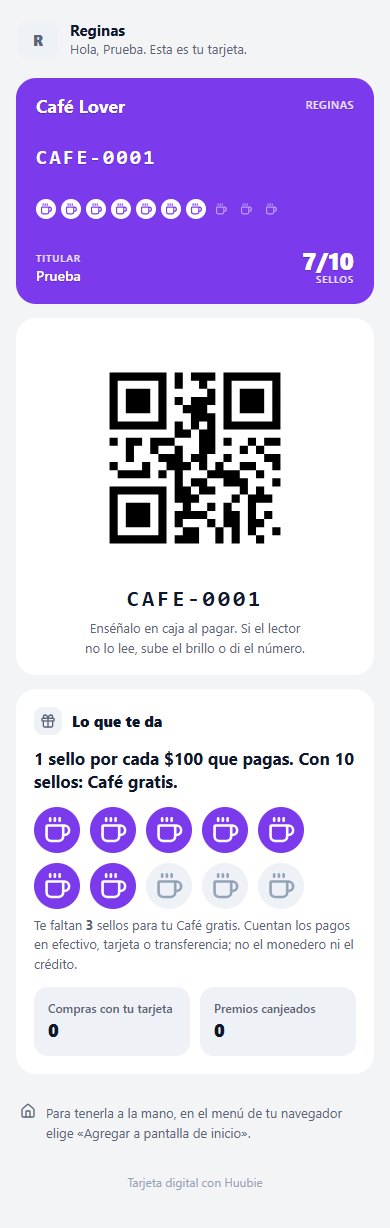 R
Reginas
Hola, Prueba. Esta es tu tarjeta.
Café Lover
REGINAS
CAFE-0001
TITULAR
Prueba
7/10
SELLOS
CAFE-0001
Enséñalo en caja al pagar. Si el lector
no lo lee, sube el brillo o di el número.
Lo que te da
1 sello por cada $100 que pagas. Con 10
sellos: Café gratis.
Te faltan 3 sellos para tu Café gratis. Cuentan los pagos
en efectivo, tarjeta o transferencia; no el monedero ni el
crédito.
Compras con tu tarjeta
0
Premios canjeados
0
Para tenerla a la mano, en el menú de tu navegador
elige «Agregar a pantalla de inicio».
Tarjeta digital con Huubie